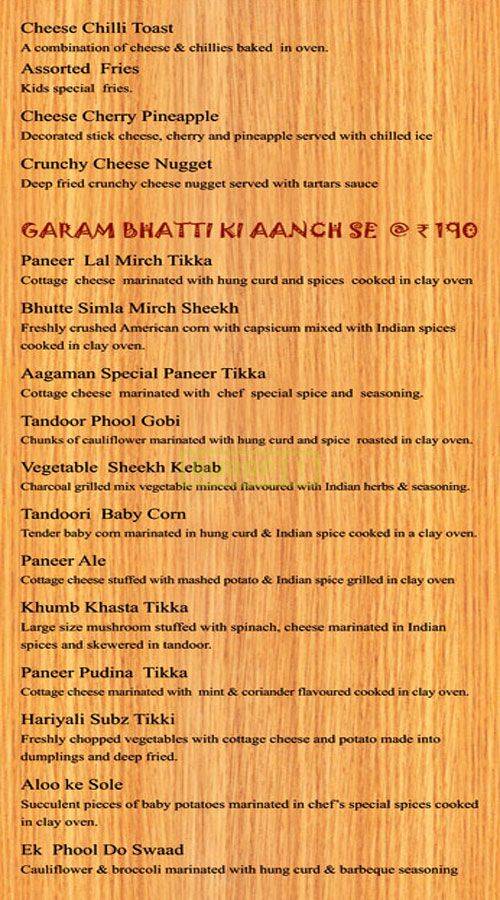 Cheese Chilli Toast
A combination of cheese & chillies baked in oven.
Assorted Fries
Kids special fries.
Cheese Cherry Pineapple
Decorated stick cheese, cherry and pineapple served with chilled ice
Crunchy Cheese Nugget
Deep fried crunchy cheese nugget served with tartars sauce
GARAM BHATTI KI AANCH SE @ ₹ 190
Paneer Lal Mirch Tikka
Cottage cheese marinated with hung curd and spices cooked in clay oven
Bhutte Simla Mirch Sheekh
Freshly crushed American corn with capsicum mixed with Indian spices
cooked in clay oven.
Aagaman Special Paneer Tikka
Cottage cheese marinated with chef special spice and seasoning.
Tandoor Phool Gobi
Chunks of cauliflower marinated with hung curd and spice roasted in clay oven.
Vegetable Sheekh Kebab
Charcoal grilled mix vegetable minced flavoured with Indian herbs & seasoning.
Tandoori Baby Corn
Tender baby corn marinated in hung curd & Indian spice cooked in a clay oven.
Paneer Ale
Cottage cheese stuffed with mashed potato & Indian spice grilled in clay oven
Khumb Khasta Tikka
Large size mushroom stuffed with spinach, cheese marinated in Indian
spices and skewered in tandoor.
Paneer Pudina Tikka
Cottage cheese marinated with mint & coriander flavoured cooked in clay oven.
Hariyali Subz Tikki
Freshly chopped vegetables with cottage cheese and potato made into
dumplings and deep fried.
Aloo ke Sole
Succulent pieces of baby potatoes marinated in chef's special spices cooked
in clay oven.
Ek Phool Do Swaad
Cauliflower & broccoli marinated with hung curd & barbeque seasoning